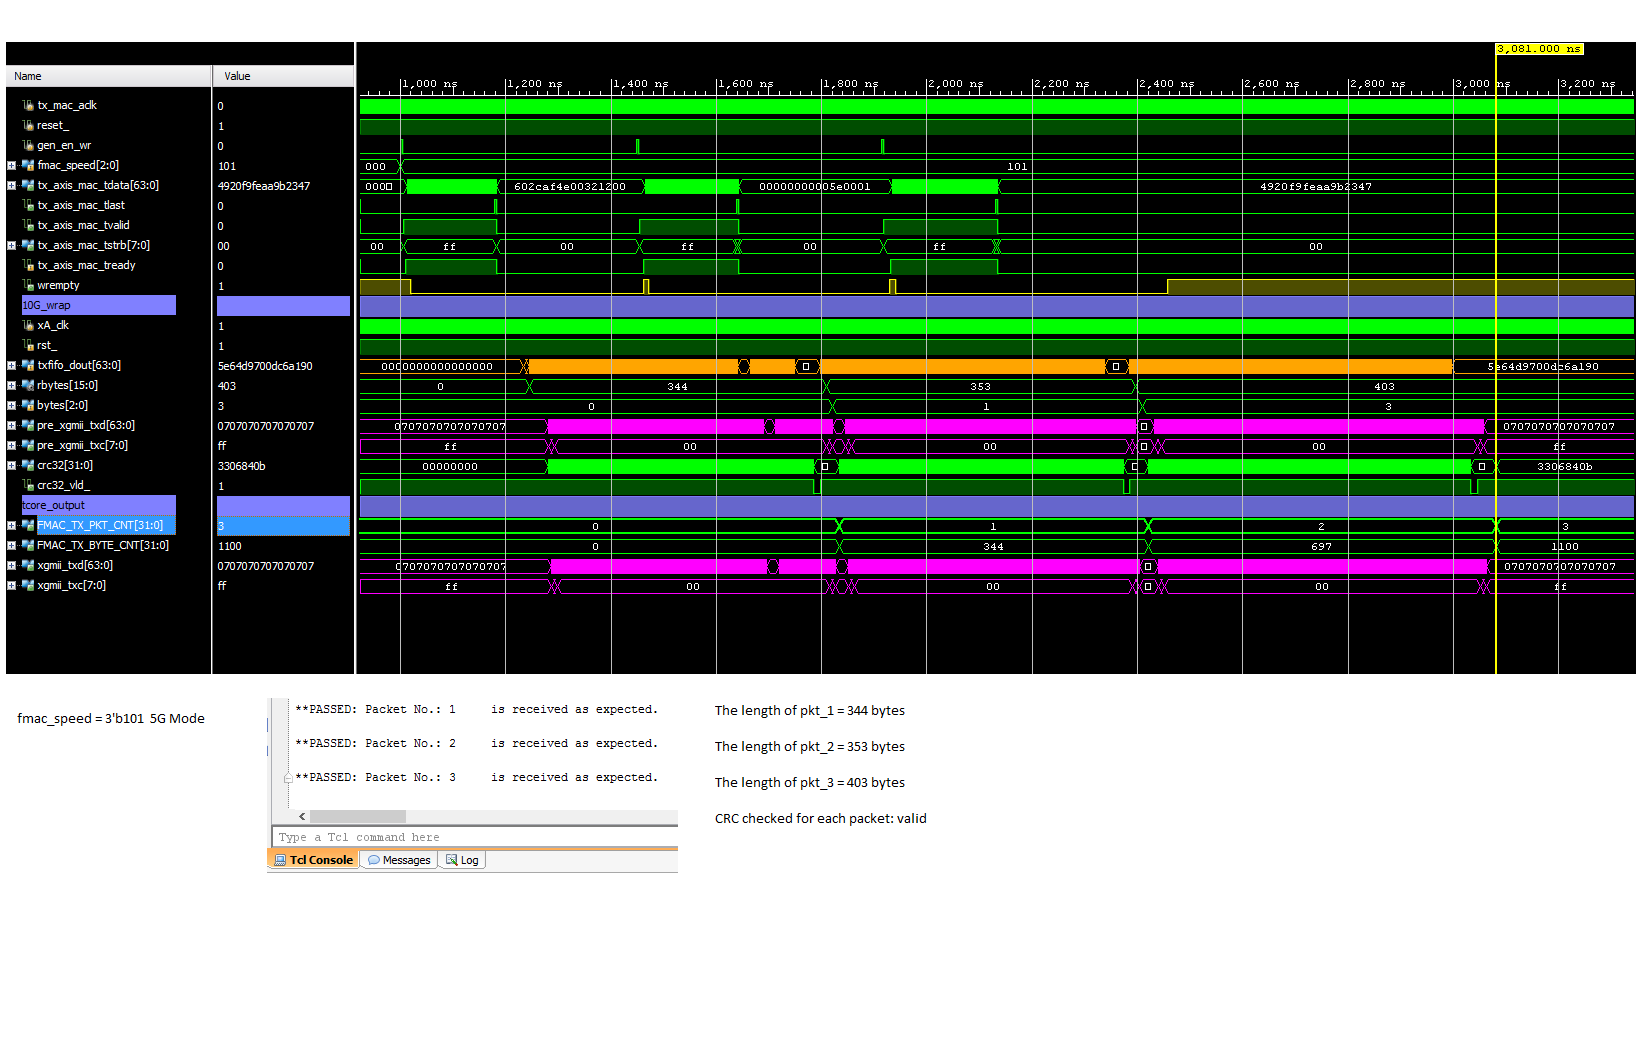 3,081.000 ns
Name Value
1,000 ns 1,200 ns 1,400 ns 1,600 ns 1,800 ns 2,000 ns 2,200 ns 2,400 ns 2,600 ns 2,800 ns 3,000 ns 3,200 ns
tx_mac_aclk 0
reset_ 1
gen_en_wr 0
fmac_speed[2:0] 101 000 101
tx_axis_mac_tdata[63:0] 4920f9feaa9b2347 000 602caf4e00321200 00000000005e0001 4920f9feaa9b2347
tx_axis_mac_tlast 0
tx_axis_mac_tvalid 0
tx_axis_mac_tstrb[7:0] 00 00 ff 00 ff 00 ff 00
tx_axis_mac_tready 0
wrempty 1
10G_wrap
xA_clk 1
rst_ 1
txfifo_dout[63:0] 5e64d9700dc6a190 0000000000000000 5e64d9700dc6a190
rbytes[15:0] 403 0 344 353 403
bytes[2:0] 3 0 1 3
pre_xgmii_txd[63:0] 0707070707070707 0707070707070707 0707070707070707
pre_xgmii_txc[7:0] ff ff 00 00 00 ff
crc32[31:0] 3306840b 00000000 3306840b
crc32_vld_ 1
tcore_output
FMAC_TX_PKT_CNT[31:0] 3 0 1 2 3
FMAC_TX_BYTE_CNT[31:0] 1100 0 344 697 1100
xgmii_txd[63:0] 0707070707070707 0707070707070707 0707070707070707
xgmii_txc[7:0] ff ff 00 00 00 ff
fmac_speed = 3'b101 5G Mode
**PASSED: Packet No.: 1 is received as expected.
**PASSED: Packet No.: 2 is received as expected.
**PASSED: Packet No.: 3 is received as expected.
Type a Tcl command here
Tcl Console Messages Log
The length of pkt_1 = 344 bytes
The length of pkt_2 = 353 bytes
The length of pkt_3 = 403 bytes
CRC checked for each packet: valid